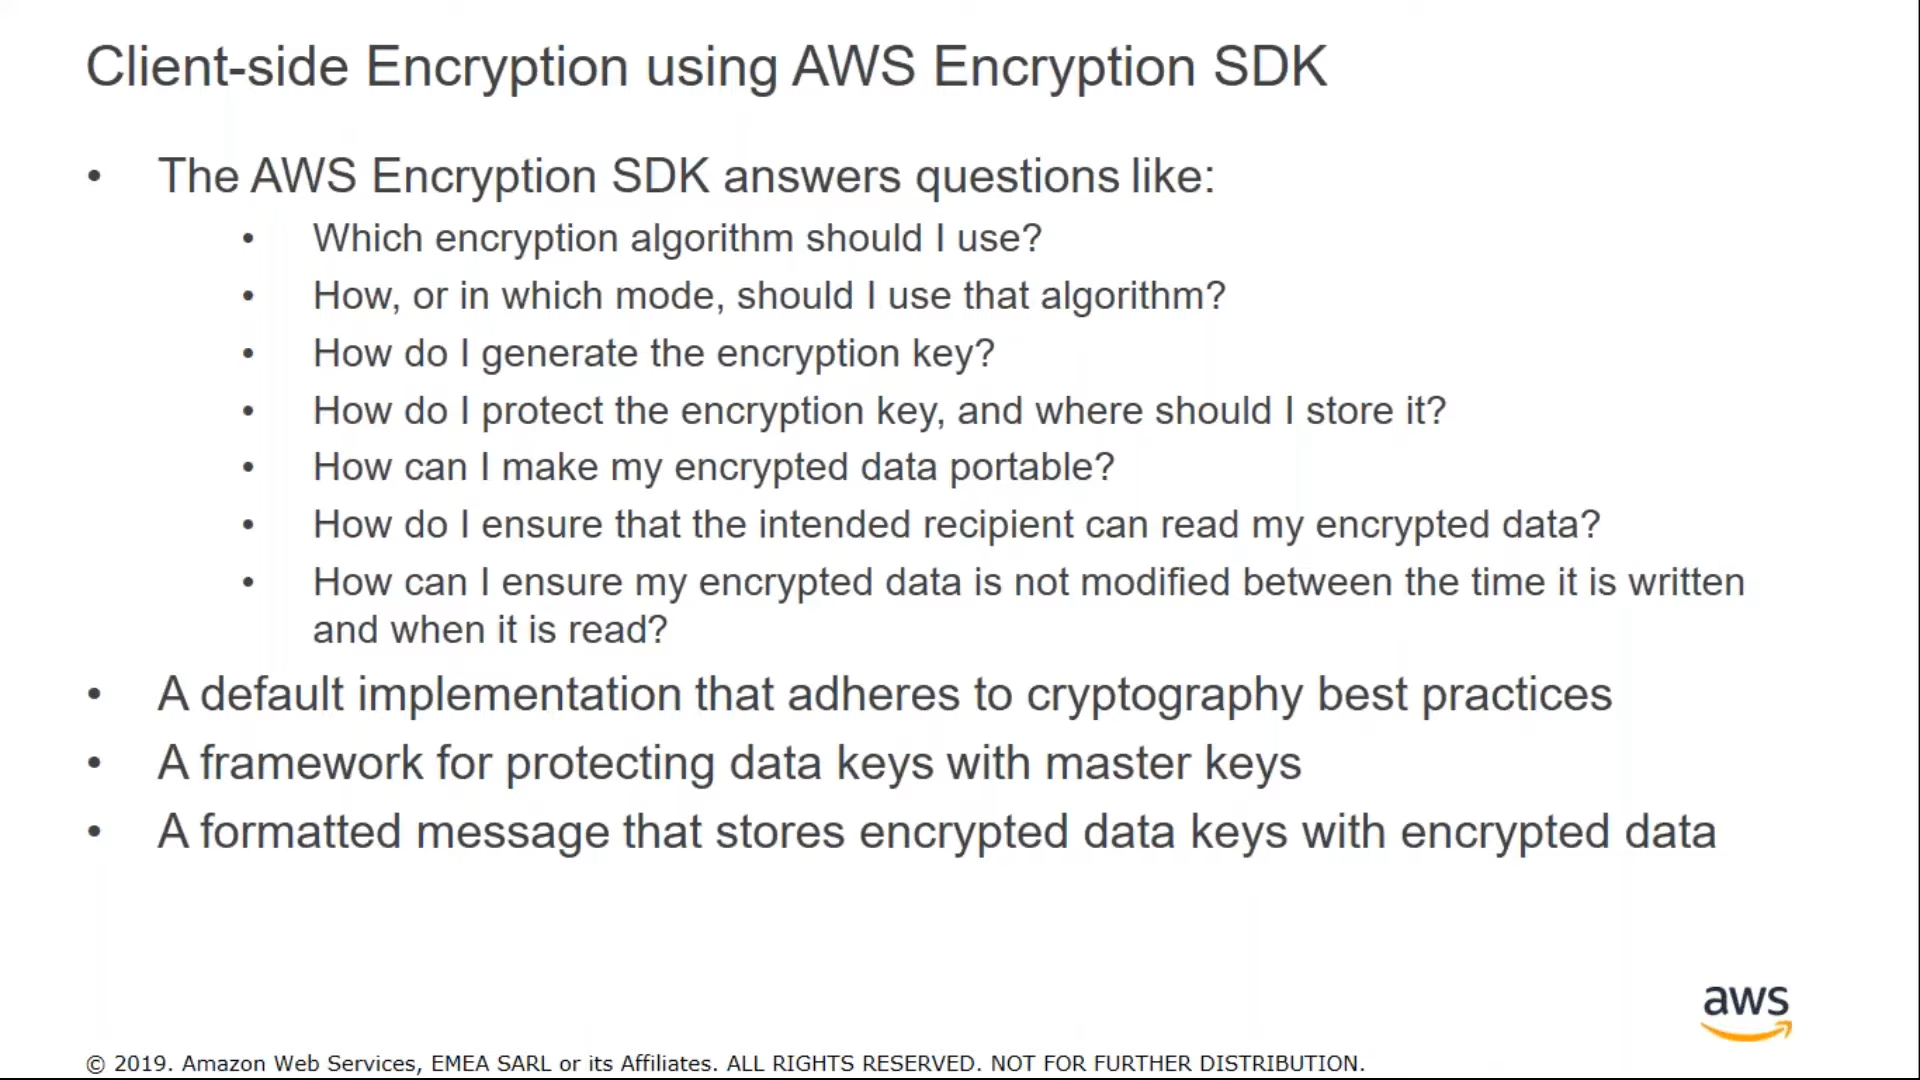 Client-side Encryption using AWS Encryption SDK
• The AWS Encryption SDK answers questions like:
• Which encryption algorithm should I use?
• How, or in which mode, should I use that algorithm?
• How do I generate the encryption key?
• How do I protect the encryption key, and where should I store it?
• How can I make my encrypted data portable?
• How do I ensure that the intended recipient can read my encrypted data?
• How can I ensure my encrypted data is not modified between the time it is written
and when it is read?
• A default implementation that adheres to cryptography best practices
• A framework for protecting data keys with master keys
• A formatted message that stores encrypted data keys with encrypted data
aws
© 2019. Amazon Web Services, EMEA SARL or its Affiliates. ALL RIGHTS RESERVED. NOT FOR FURTHER DISTRIBUTION.